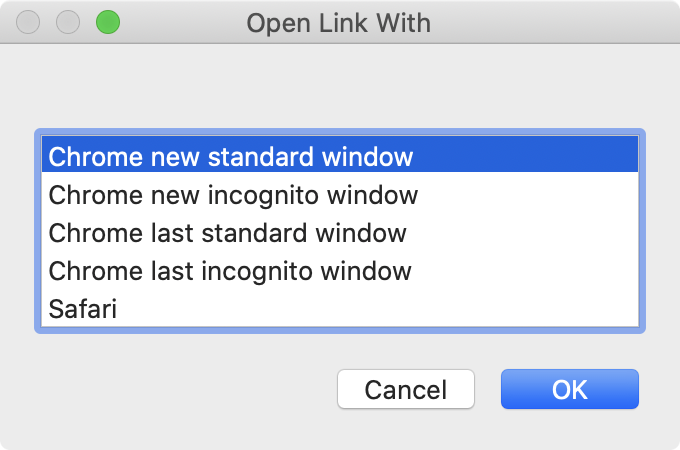 Open Link With
Chrome new standard window
Chrome new incognito window
Chrome last standard window
Chrome last incognito window
Safari
Cancel OK